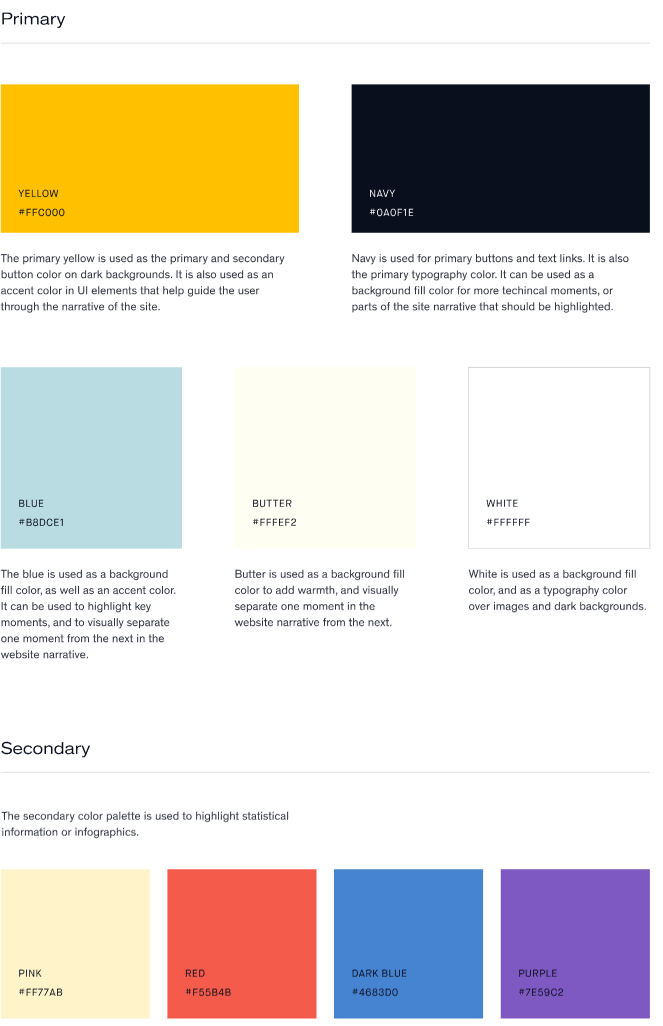 Primary
YELLOW
#FFC000
NAVY
#0A0F1E
The primary yellow is used as the primary and secondary
button color on dark backgrounds. It is also used as an
accent color in UI elements that help guide the user
through the narrative of the site.
Navy is used for primary buttons and text links. It is also
the primary typography color. It can be used as a
background fill color for more techincal moments, or
parts of the site narrative that should be highlighted.
BLUE
#B8DCE1
BUTTER
#FFFEF2
WHITE
#FFFFFF
The blue is used as a background
fill color, as well as an accent color.
It can be used to highlight key
moments, and to visually separate
one moment from the next in the
website narrative.
Butter is used as a background fill
color to add warmth, and visually
separate one moment in the
website narrative from the next.
White is used as a background fill
color, and as a typography color
over images and dark backgrounds.
Secondary
The secondary color palette is used to highlight statistical
information or infographics.
PINK
#FF77AB
RED
#F55B4B
DARK BLUE
#4683D0
PURPLE
#7E59C2